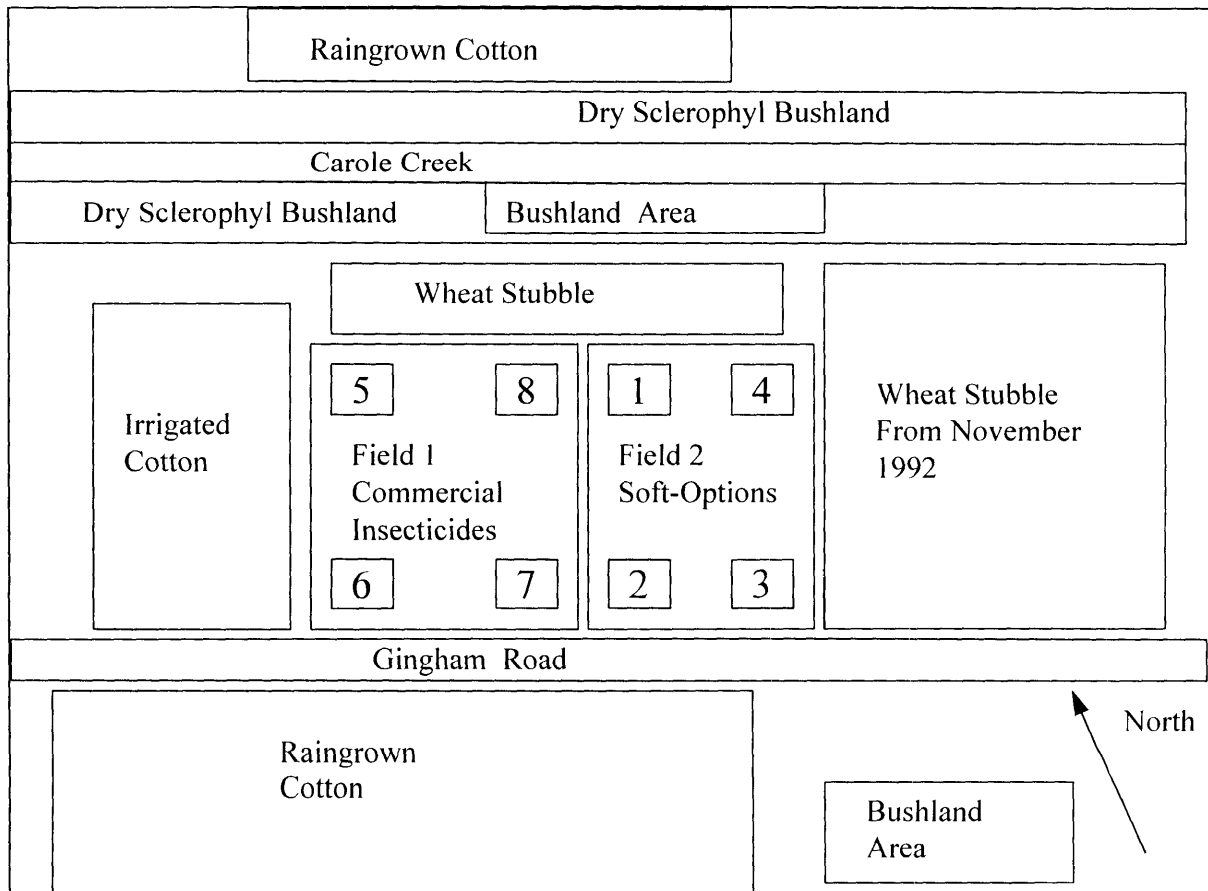 Raingrown Cotton
Dry Sclerophyl Bushland
Carole Creek
Dry Sclerophyl Bushland
Bushland Area
Wheat Stubble
5
8
1
4
Irrigated
Cotton
Field 1
Commercial
Insecticides
Field 2
Soft-Options
Wheat Stubble
From November
1992
6
7
2
3
Gingham Road
North
Raingrown
Cotton
Bushland
Area